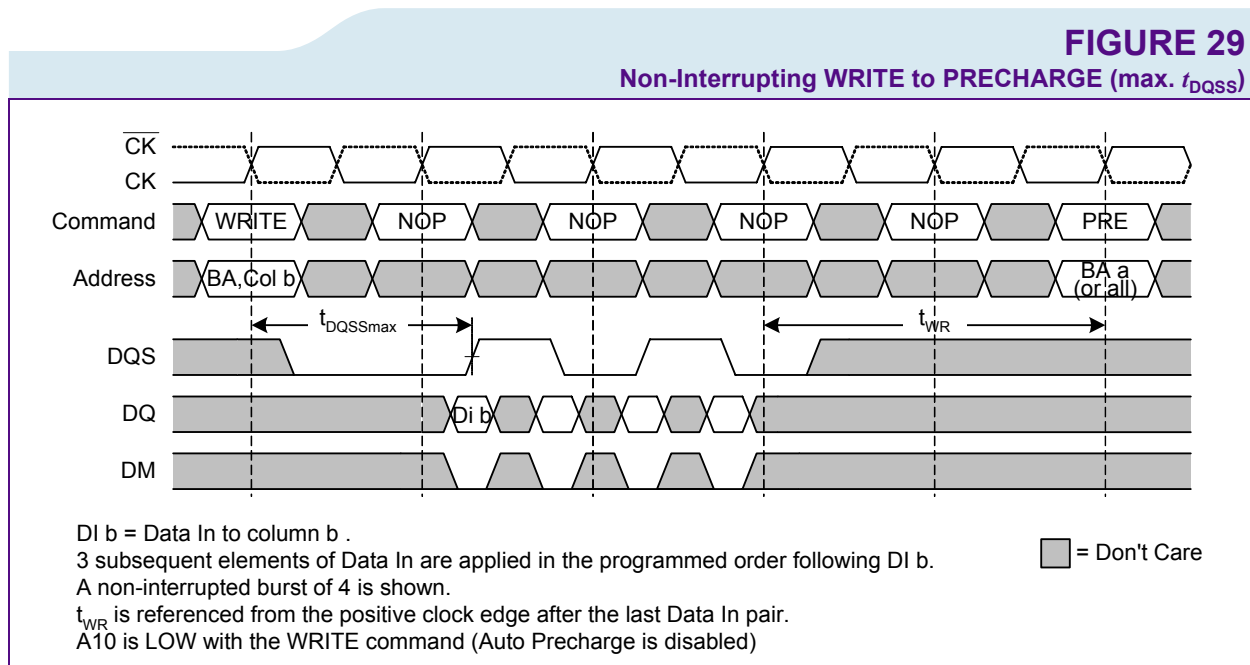 FIGURE 29
Non-Interrupting WRITE to PRECHARGE (max. tDQSS)
CK
CK
Command WRITE NOP NOP NOP NOP PRE
Address BA,Col b BA a
(or all)
tDQSSmax tWR
DQS
DQ Di b
DM
DI b = Data In to column b .
3 subsequent elements of Data In are applied in the programmed order following DI b.
A non-interrupted burst of 4 is shown.
tWR is referenced from the positive clock edge after the last Data In pair.
A10 is LOW with the WRITE command (Auto Precharge is disabled)
= Don't Care